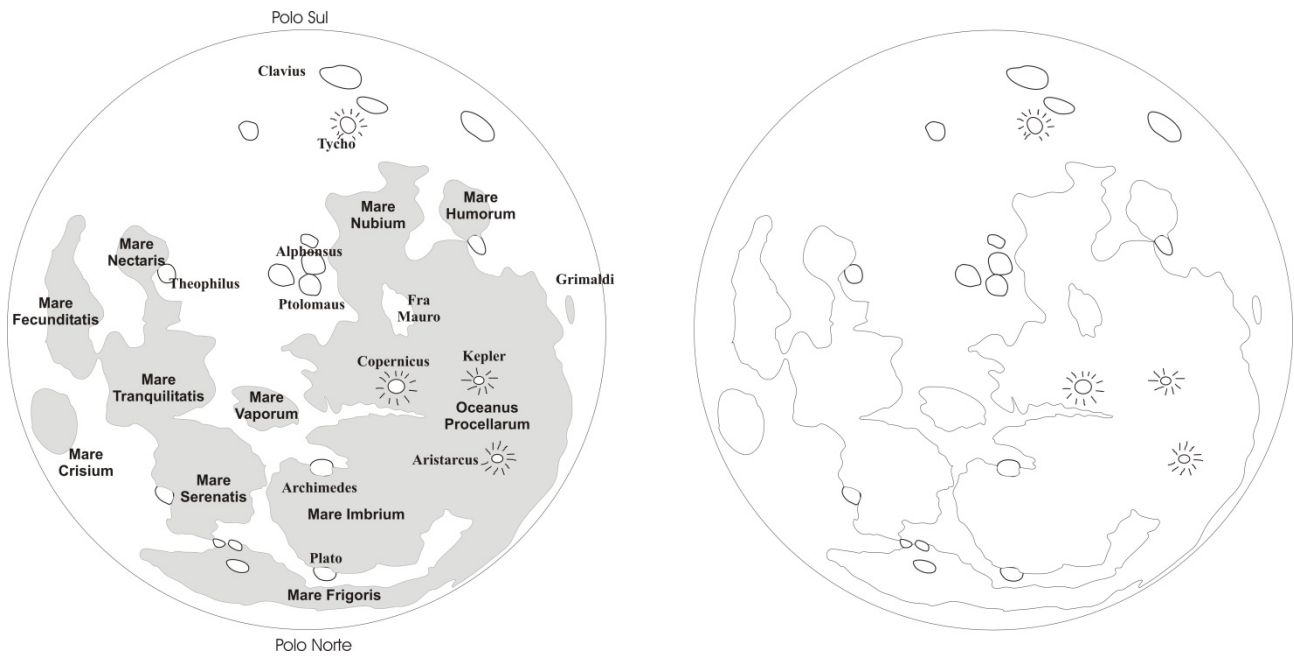 Polo Sul
Clavius
Tycho
Mare
Nubium
Mare
Humorum
Mare
Nectaris
Alphonsus
Theophilus
Grimaldi
Mare
Fecunditatis
Ptolomaus
Fra
Mauro
Copernicus
Kepler
Mare
Tranquilitatis
Mare
Vaporum
Oceanus
Procellarum
Mare
Crisium
Aristarcus
Mare
Serenatis
Archimedes
Mare Imbrium
Plato
Mare Frigoris
Polo Norte